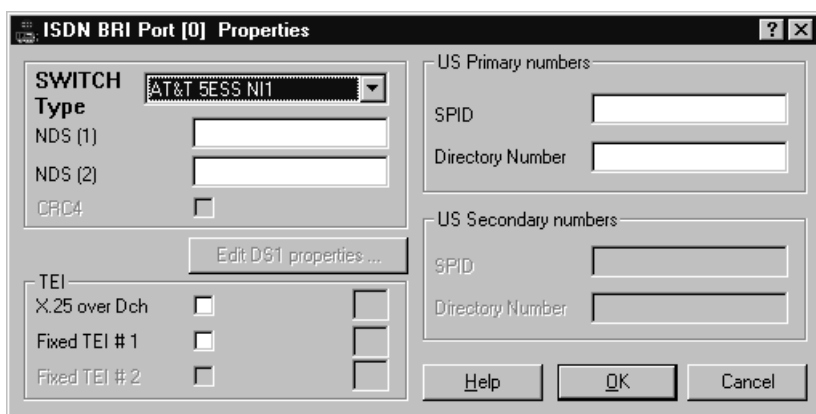 ISDN BRI Port [0] Properties
SWITCH Type
AT&T 5ESS NI1
NDS (1)
NDS (2)
CRC4
Edit DS1 properties ...
TEI
X.25 over Dch
Fixed TEI # 1
Fixed TEI # 2
US Primary numbers
SPID
Directory Number
US Secondary numbers
SPID
Directory Number
Help
OK
Cancel